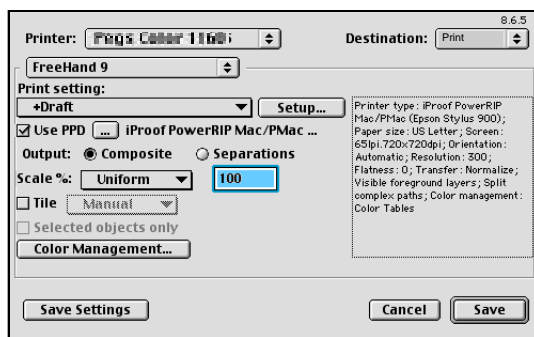 8.6.5
Printer: Destination: Print
FreeHand 9
Print setting:
+Draft Setup...
Use PPD ... iProof PowerRIP Mac/PMac ...
Output: Composite Separations
Scale %: Uniform 100
Tile Manual
Selected objects only
Color Management...
Printer type: iProof PowerRIP
Mac/PMac (Epson Stylus 900);
Paper size: US Letter; Screen:
65lpi.720x720dpi; Orientation:
Automatic; Resolution: 300;
Flatness: 0; Transfer: Normalize;
Visible foreground layers; Split
complex paths; Color management:
Color Tables
Save Settings Cancel Save